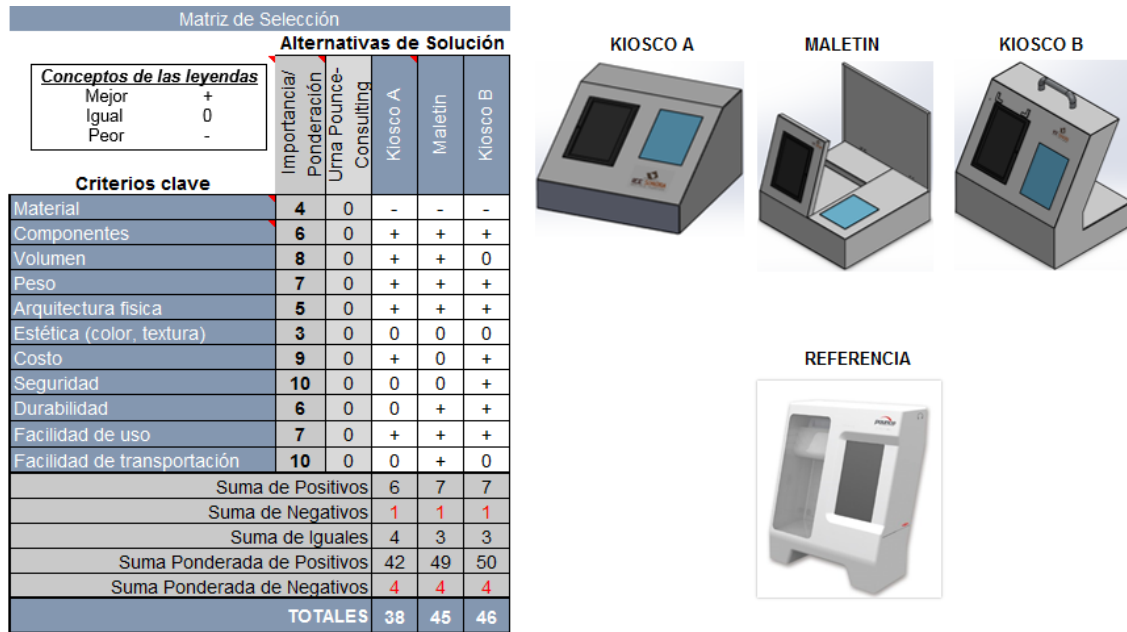 Matriz de Selección
Alternativas de Solución
Conceptos de las leyendas
Mejor +
Igual 0
Peor -
Criterios clave
Importancia/
Ponderación
Urna Pounce-
Consulting
Kiosco A
Maletin
Kiosco B
Material 4 0 - - -
Componentes 6 0 + + +
Volumen 8 0 + + 0
Peso 7 0 + + +
Arquitectura fisica 5 0 + + +
Estética (color, textura) 3 0 0 0 0
Costo 9 0 + 0 +
Seguridad 10 0 0 0 +
Durabilidad 6 0 0 + +
Facilidad de uso 7 0 + + +
Facilidad de transportación 10 0 0 + 0
Suma de Positivos 6 7 7
Suma de Negativos 1 1 1
Suma de Iguales 4 3 3
Suma Ponderada de Positivos 42 49 50
Suma Ponderada de Negativos 4 4 4
TOTALES 38 45 46
KIOSCO A
MALETIN
KIOSCO B
REFERENCIA
pounce